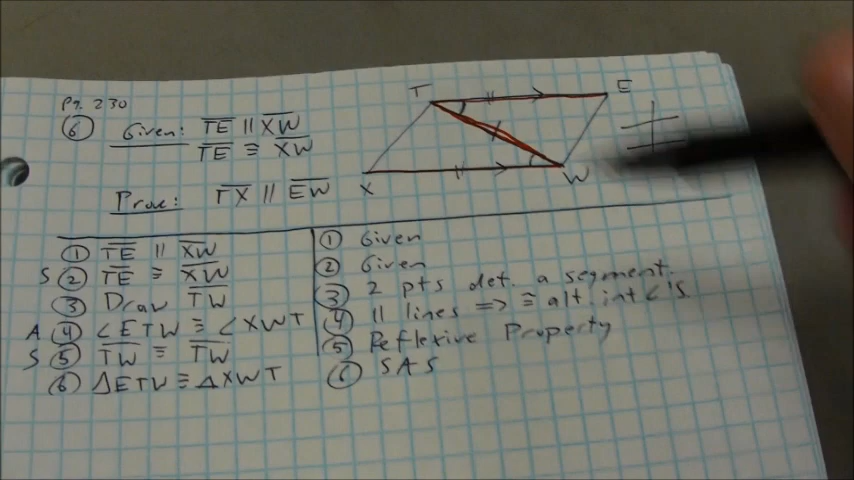 Pg. 230
⑥ Given: TE || XW
TE ≅ XW
Prove: TX || EW
T E
X W
① TE || XW ① Given
S ② TE ≅ XW ② Given
③ Draw TW ③ 2 pts det. a segment.
A ④ <ETW ≅ <XWT ④ || lines => ≅ alt. int <'s.
S ⑤ TW ≅ TW ⑤ Reflexive Property
⑥ ΔETW ≅ ΔXWT ⑥ SAS